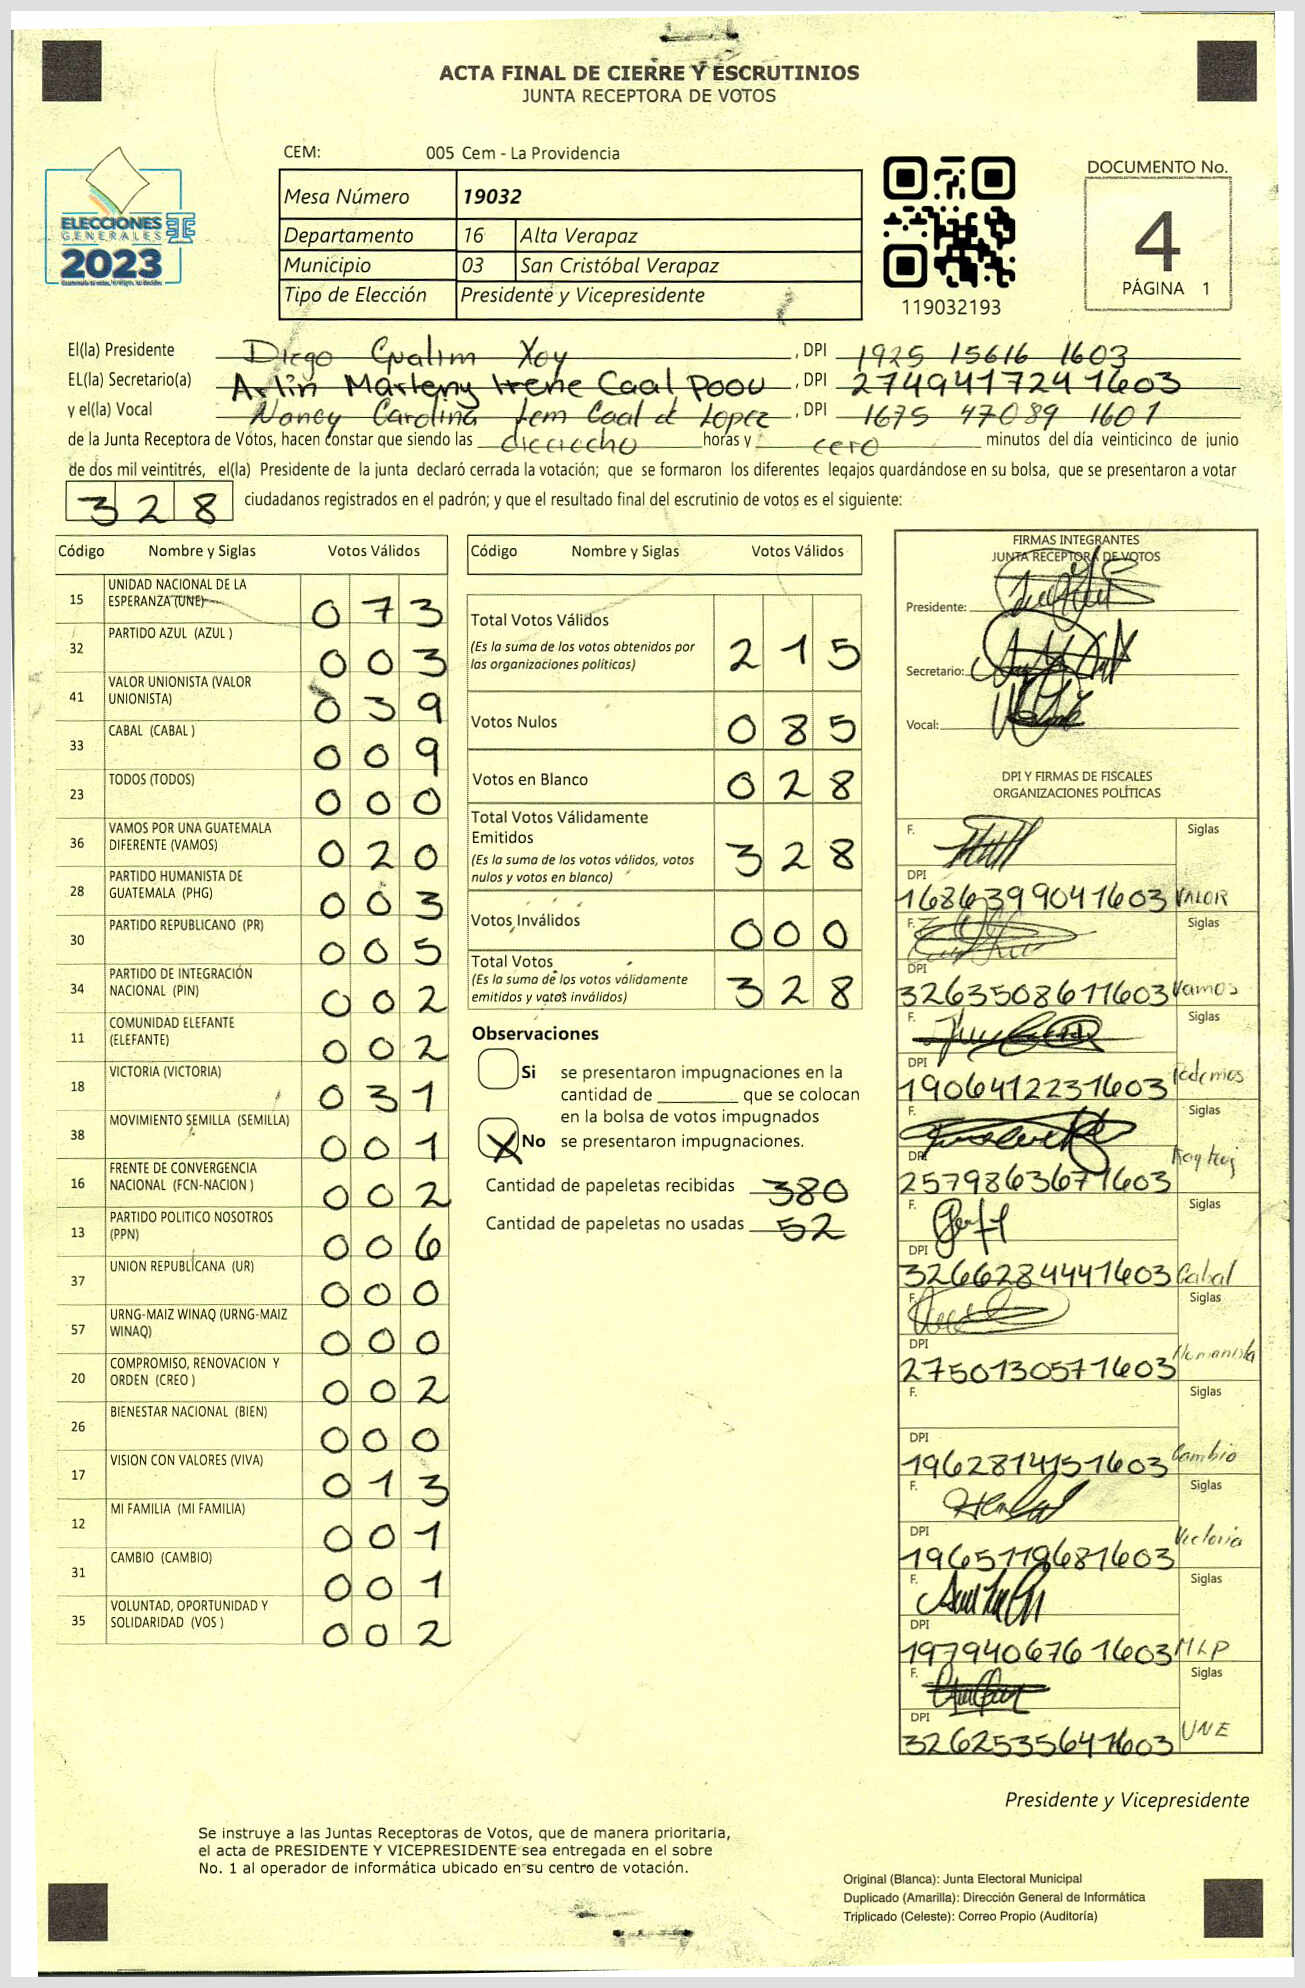 ACTA FINAL DE CIERRE Y ESCRUTINIOS
JUNTA RECEPTORA DE VOTOS
CEM: 005 Cem - La Providencia
ELECCIONES
GENERALES
2023
Mesa Número 19032
Departamento 16 Alta Verapaz
Municipio 03 San Cristóbal Verapaz
Tipo de Elección Presidente y Vicepresidente
119032193
DOCUMENTO No.
4
PÁGINA 1
El(la) Presidente Diego Gualim Xoy, DPI 1925 15616 1603
EL(la) Secretario(a) Arlin Marleny Irene Caal Poou, DPI 2749417241603
y el(la) Vocal Nancy Carolina Lem Caal de Lopez, DPI 1675 47089 1601
de la Junta Receptora de Votos, hacen constar que siendo las dieciocho horas y cero minutos del día veinticinco de junio
de dos mil veintitrés, el(la) Presidente de la junta declaró cerrada la votación; que se formaron los diferentes legajos guardándose en su bolsa, que se presentaron a votar
328 ciudadanos registrados en el padrón; y que el resultado final del escrutinio de votos es el siguiente:
Código Nombre y Siglas Votos Válidos
15 UNIDAD NACIONAL DE LA ESPERANZA (UNE) 073
32 PARTIDO AZUL (AZUL ) 003
41 VALOR UNIONISTA (VALOR UNIONISTA) 039
33 CABAL (CABAL ) 009
23 TODOS (TODOS) 000
36 VAMOS POR UNA GUATEMALA DIFERENTE (VAMOS) 020
28 PARTIDO HUMANISTA DE GUATEMALA (PHG) 003
30 PARTIDO REPUBLICANO (PR) 005
34 PARTIDO DE INTEGRACIÓN NACIONAL (PIN) 002
11 COMUNIDAD ELEFANTE (ELEFANTE) 002
18 VICTORIA (VICTORIA) 031
38 MOVIMIENTO SEMILLA (SEMILLA) 001
16 FRENTE DE CONVERGENCIA NACIONAL (FCN-NACION ) 002
13 PARTIDO POLITICO NOSOTROS (PPN) 006
37 UNION REPUBLICANA (UR) 000
57 URNG-MAIZ WINAQ (URNG-MAIZ WINAQ) 000
20 COMPROMISO, RENOVACION Y ORDEN (CREO ) 002
26 BIENESTAR NACIONAL (BIEN) 000
17 VISION CON VALORES (VIVA) 013
12 MI FAMILIA (MI FAMILIA) 001
31 CAMBIO (CAMBIO) 001
35 VOLUNTAD, OPORTUNIDAD Y SOLIDARIDAD (VOS ) 002
Código Nombre y Siglas Votos Válidos
Total Votos Válidos 215
(Es la suma de los votos obtenidos por
las organizaciones políticas)
Votos Nulos 085
Votos en Blanco 028
Total Votos Válidamente
Emitidos 328
(Es la suma de los votos válidos, votos
nulos y votos en blanco)
Votos Inválidos 000
Total Votos 328
(Es la suma de los votos válidamente
emitidos y votos inválidos)
Observaciones
Si se presentaron impugnaciones en la
cantidad de ________ que se colocan
en la bolsa de votos impugnados
X No se presentaron impugnaciones.
Cantidad de papeletas recibidas 380
Cantidad de papeletas no usadas 52
FIRMAS INTEGRANTES
JUNTA RECEPTORA DE VOTOS
Presidente:
Secretario:
Vocal:
DPI Y FIRMAS DE FISCALES
ORGANIZACIONES POLÍTICAS
F. Siglas
DPI
1686399041603 VALOR
F. Siglas
DPI
3263508611603 Vamos
F. Siglas
DPI
1906412231603 Podemos
F. Siglas
DPI
2579863671603
F. Siglas
DPI
3266284441603 Cabal
F. Siglas
DPI
2750130571603 Humanista
F. Siglas
DPI
1962814151603 Cambio
F. Siglas
DPI
1965119681603 Victoria
F. Siglas
DPI
1979406761603 MLP
F. Siglas
DPI
3262535641603 UNE
Presidente y Vicepresidente
Se instruye a las Juntas Receptoras de Votos, que de manera prioritaria,
el acta de PRESIDENTE Y VICEPRESIDENTE sea entregada en el sobre
No. 1 al operador de informática ubicado en su centro de votación.
Original (Blanca): Junta Electoral Municipal
Duplicado (Amarilla): Dirección General de Informática
Triplicado (Celeste): Correo Propio (Auditoría)